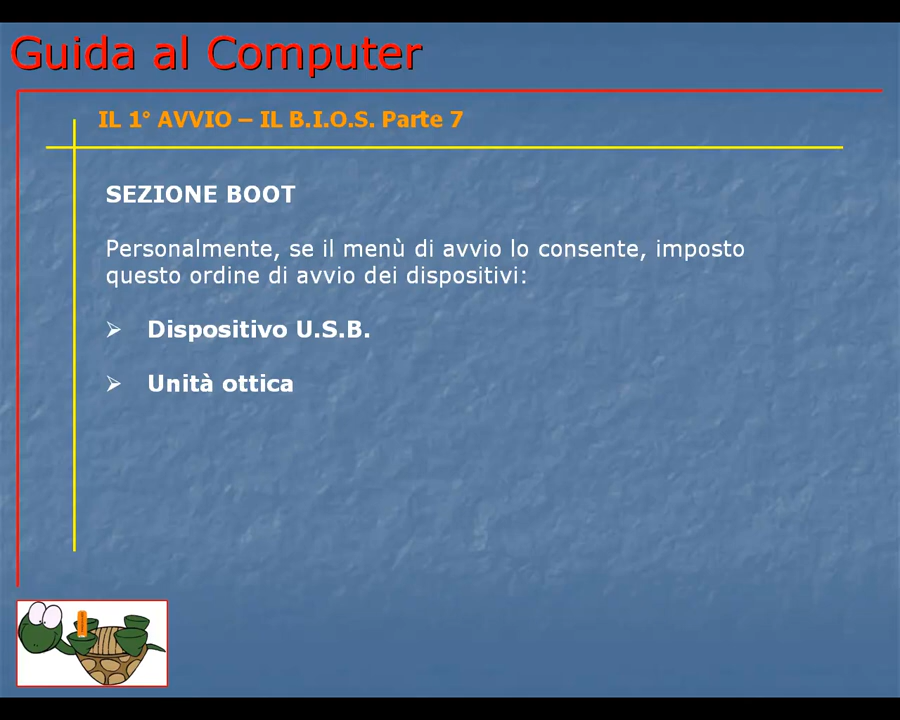 Guida al Computer
IL 1° AVVIO – IL B.I.O.S. Parte 7
SEZIONE BOOT
Personalmente, se il menù di avvio lo consente, imposto
questo ordine di avvio dei dispositivi:
Dispositivo U.S.B.
Unità ottica